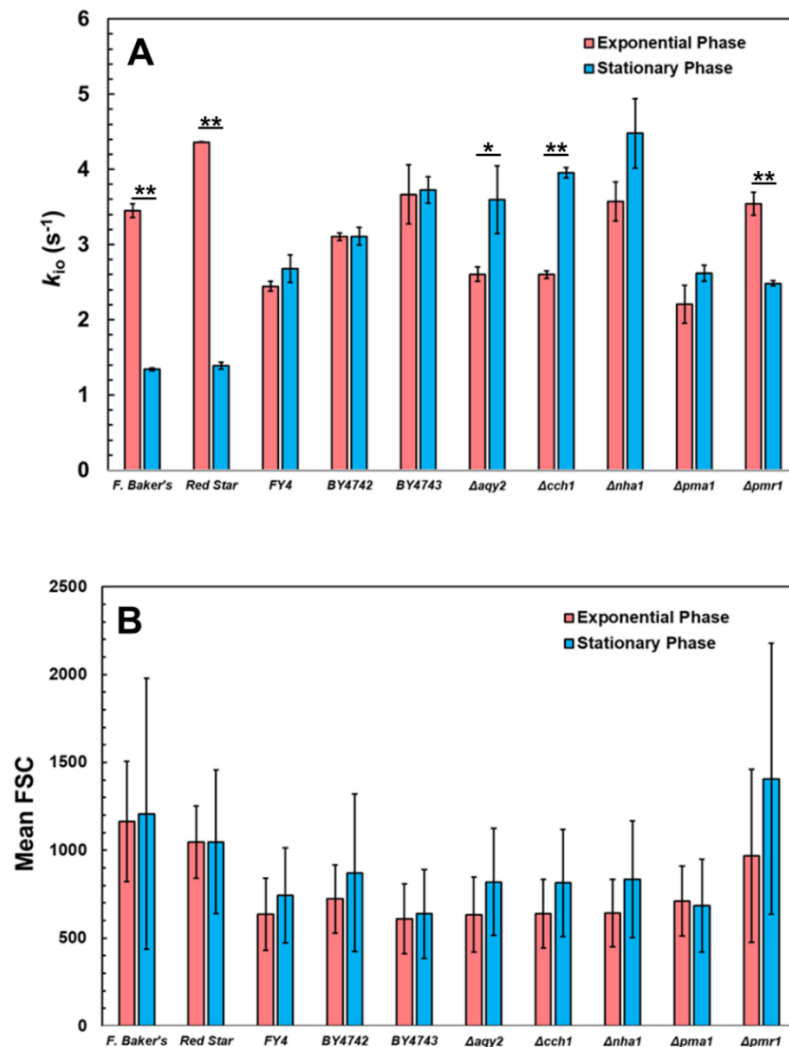 A
Exponential Phase
Stationary Phase
6
5
4
3
2
1
0
k_io (s⁻¹)
**
**
*
**
**
F. Baker's Red Star FY4 BY4742 BY4743 Δaqy2 Δcch1 Δnha1 Δpma1 Δpmr1
B
Exponential Phase
Stationary Phase
2500
2000
1500
1000
500
0
Mean FSC
F. Baker's Red Star FY4 BY4742 BY4743 Δaqy2 Δcch1 Δnha1 Δpma1 Δpmr1